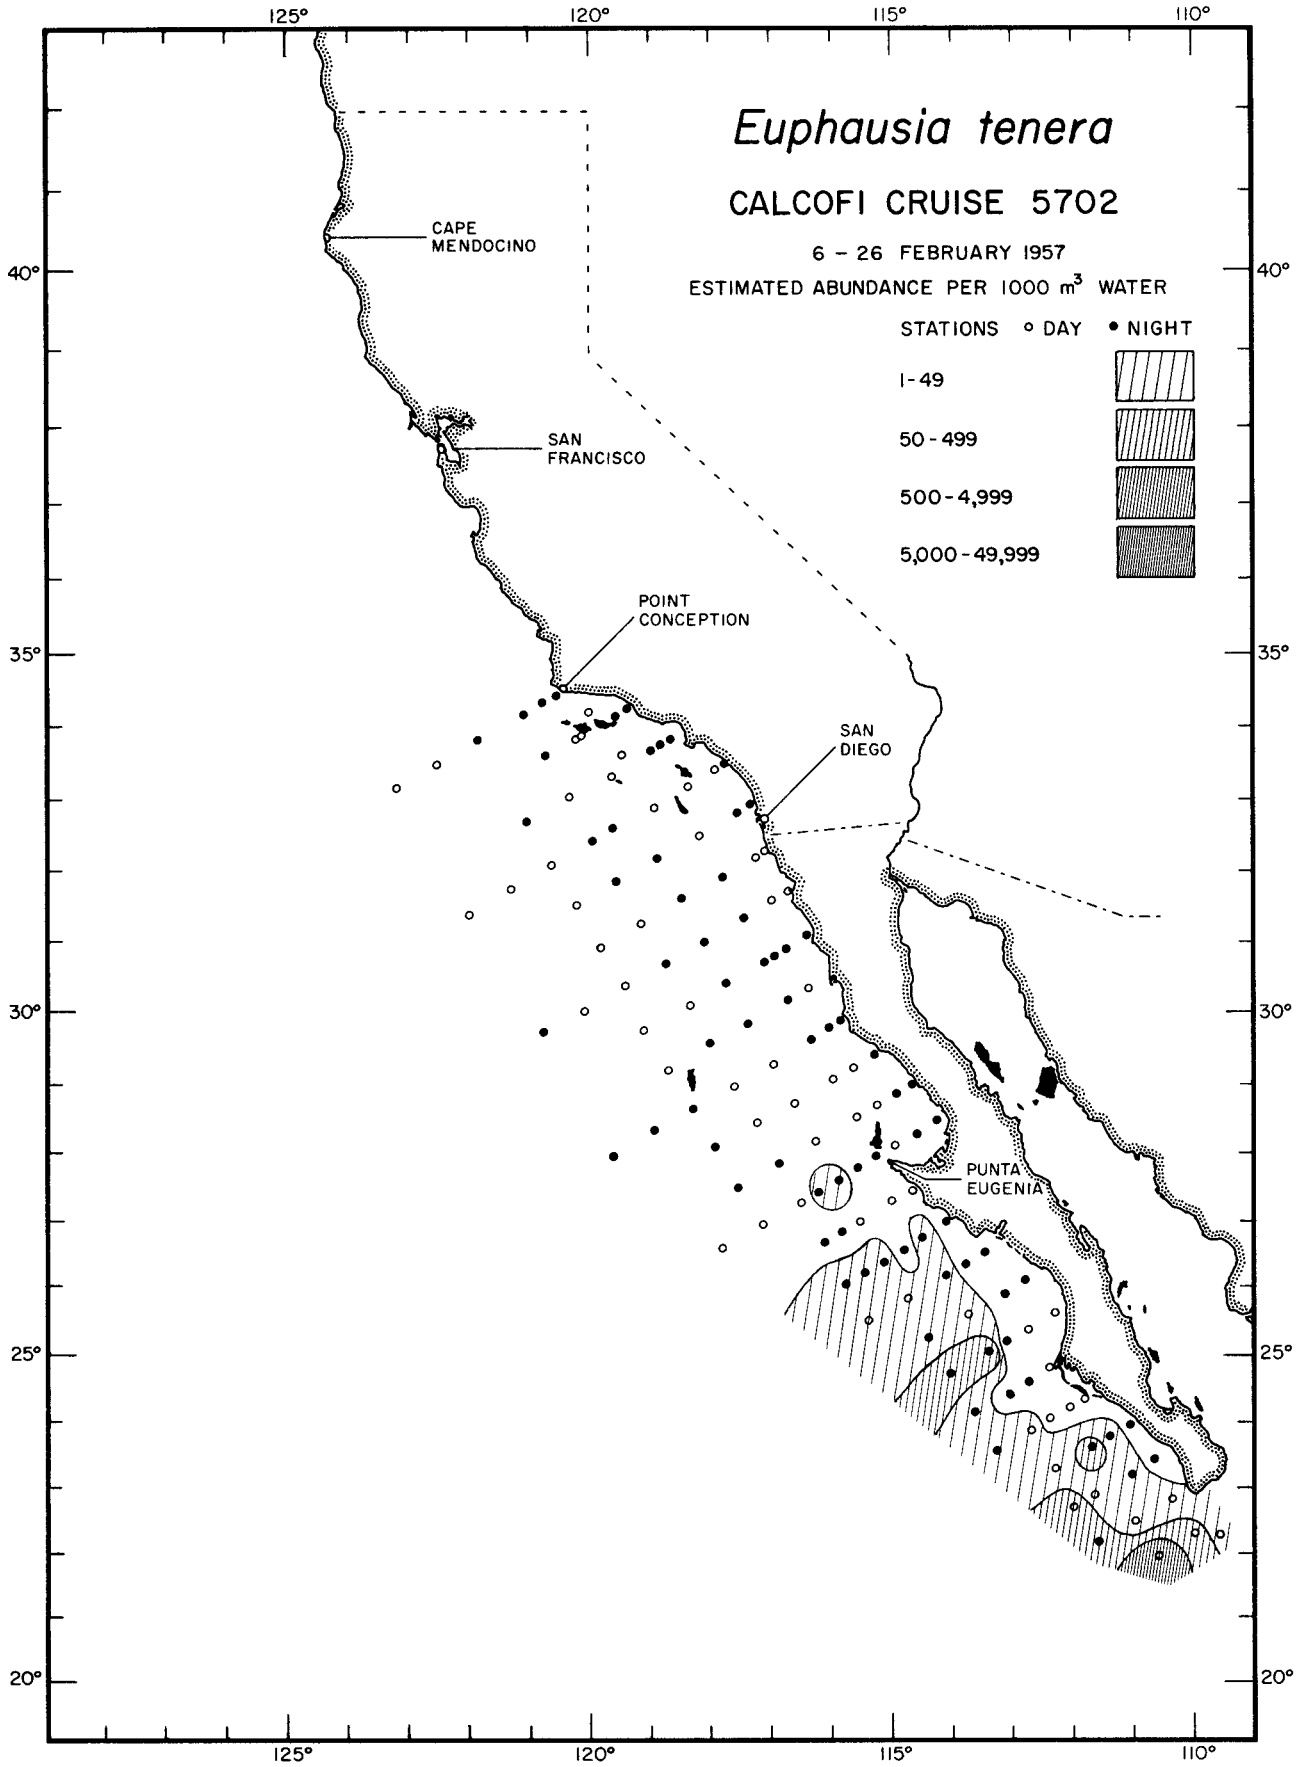 125°
120°
115°
110°
Euphausia tenera
CALCOFI CRUISE 5702
6 - 26 FEBRUARY 1957
ESTIMATED ABUNDANCE PER 1000 m³ WATER
STATIONS ○ DAY ● NIGHT
1-49
50-499
500-4,999
5,000-49,999
CAPE
MENDOCINO
40°
40°
SAN
FRANCISCO
POINT
CONCEPTION
35°
35°
SAN
DIEGO
30°
30°
PUNTA
EUGENIA
25°
25°
20°
20°
125°
120°
115°
110°